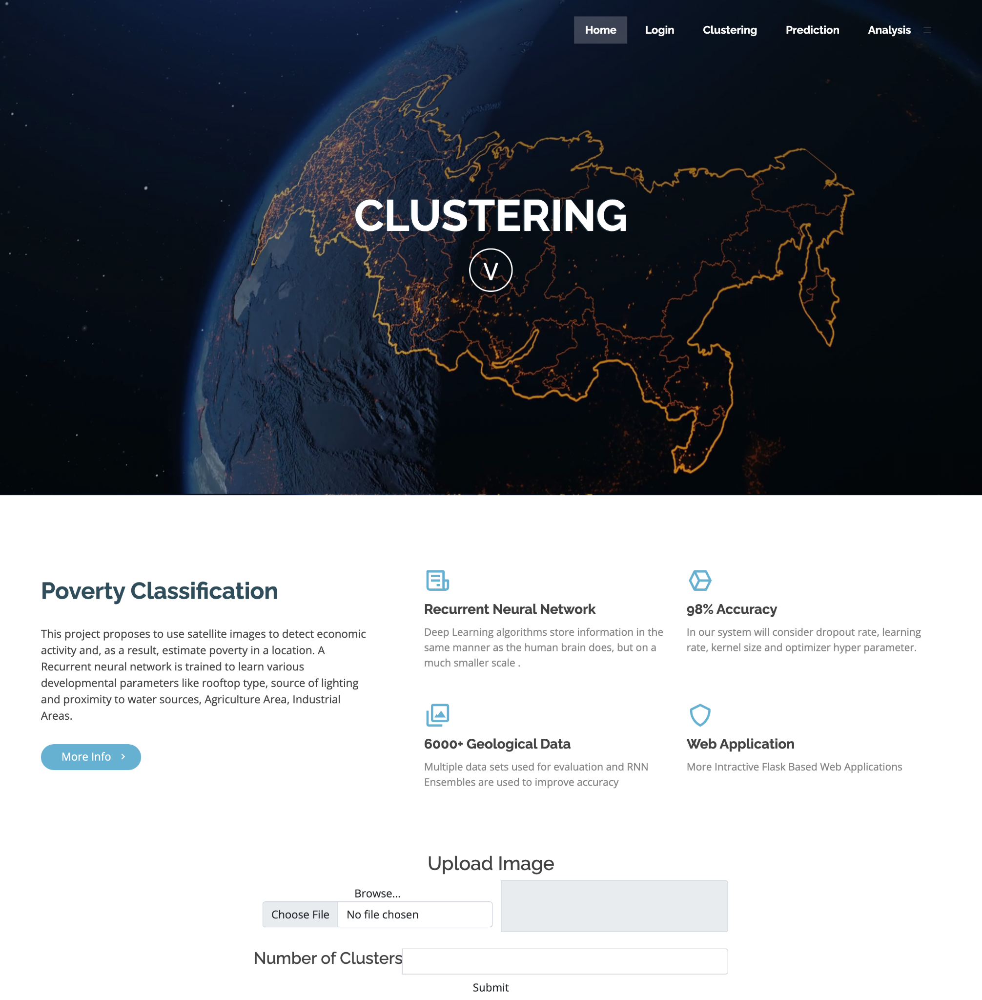 Home Login Clustering Prediction Analysis
CLUSTERING
V
Poverty Classification
This project proposes to use satellite images to detect economic
activity and, as a result, estimate poverty in a location. A
Recurrent neural network is trained to learn various
developmental parameters like rooftop type, source of lighting
and proximity to water sources, Agriculture Area, Industrial
Areas.
More Info
Recurrent Neural Network
Deep Learning algorithms store information in the
same manner as the human brain does, but on a
much smaller scale .
98% Accuracy
In our system will consider dropout rate, learning
rate, kernel size and optimizer hyper parameter.
6000+ Geological Data
Multiple data sets used for evaluation and RNN
Ensembles are used to improve accuracy
Web Application
More Intractive Flask Based Web Applications
Upload Image
Browse...
Choose File No file chosen
Number of Clusters
Submit